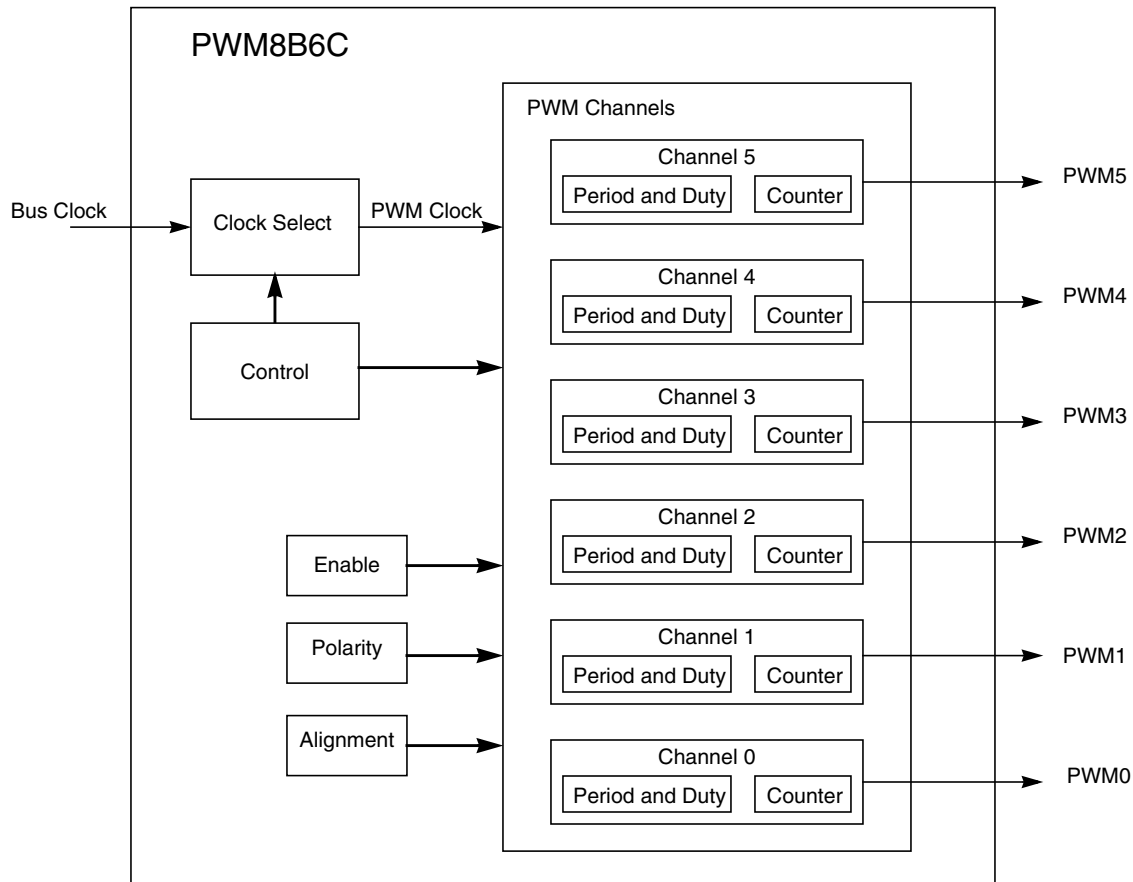 PWM8B6C
PWM Channels
Bus Clock
Clock Select
PWM Clock
Control
Enable
Polarity
Alignment
Channel 5
Period and Duty
Counter
PWM5
Channel 4
Period and Duty
Counter
PWM4
Channel 3
Period and Duty
Counter
PWM3
Channel 2
Period and Duty
Counter
PWM2
Channel 1
Period and Duty
Counter
PWM1
Channel 0
Period and Duty
Counter
PWM0